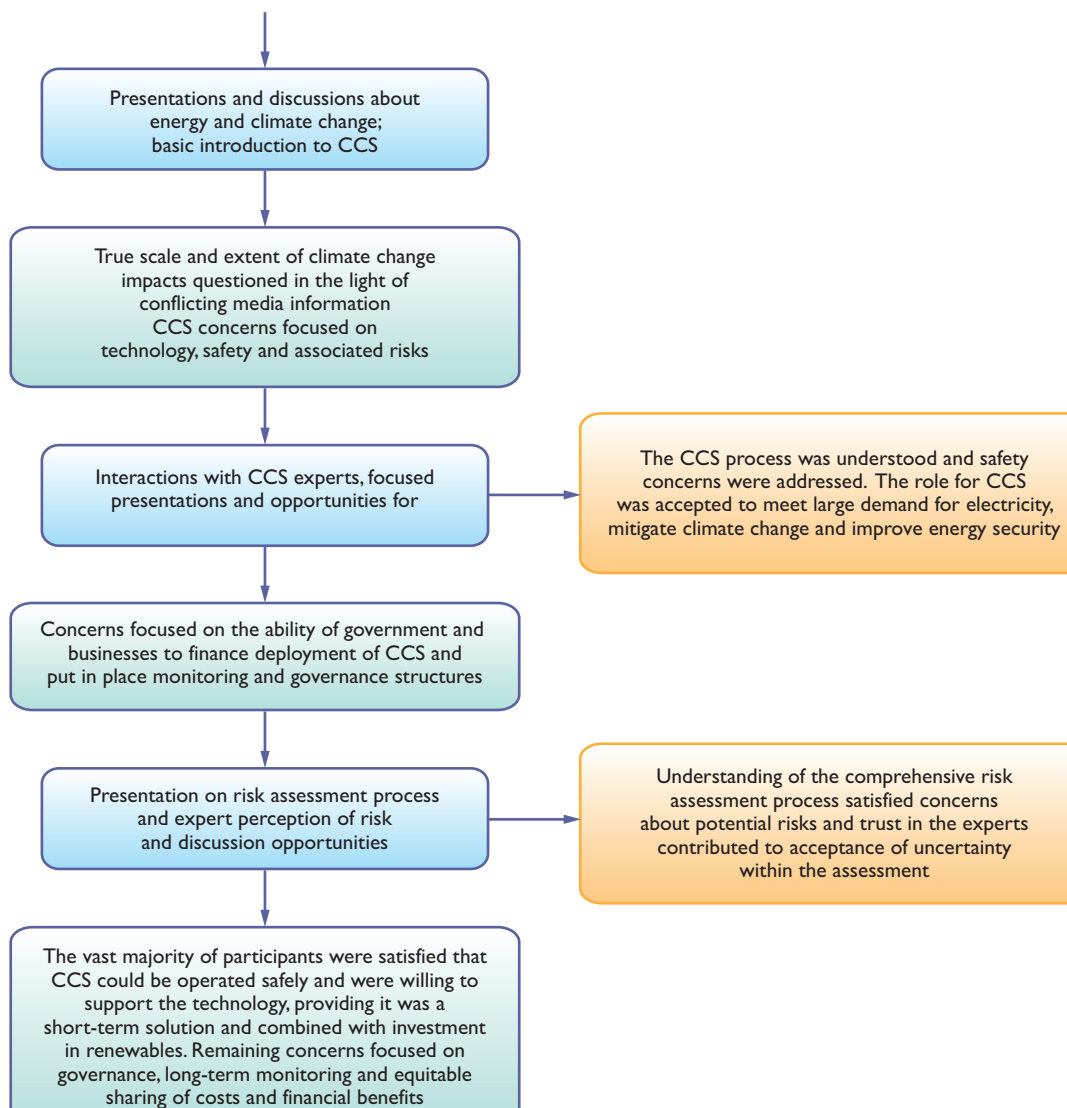 Presentations and discussions about
energy and climate change;
basic introduction to CCS
True scale and extent of climate change
impacts questioned in the light of
conflicting media information
CCS concerns focused on
technology, safety and associated risks
Interactions with CCS experts, focused
presentations and opportunities for
The CCS process was understood and safety
concerns were addressed. The role for CCS
was accepted to meet large demand for electricity,
mitigate climate change and improve energy security
Concerns focused on the ability of government and
businesses to finance deployment of CCS and
put in place monitoring and governance structures
Presentation on risk assessment process
and expert perception of risk
and discussion opportunities
Understanding of the comprehensive risk
assessment process satisfied concerns
about potential risks and trust in the experts
contributed to acceptance of uncertainty
within the assessment
The vast majority of participants were satisfied that
CCS could be operated safely and were willing to
support the technology, providing it was a
short-term solution and combined with investment
in renewables. Remaining concerns focused on
governance, long-term monitoring and equitable
sharing of costs and financial benefits